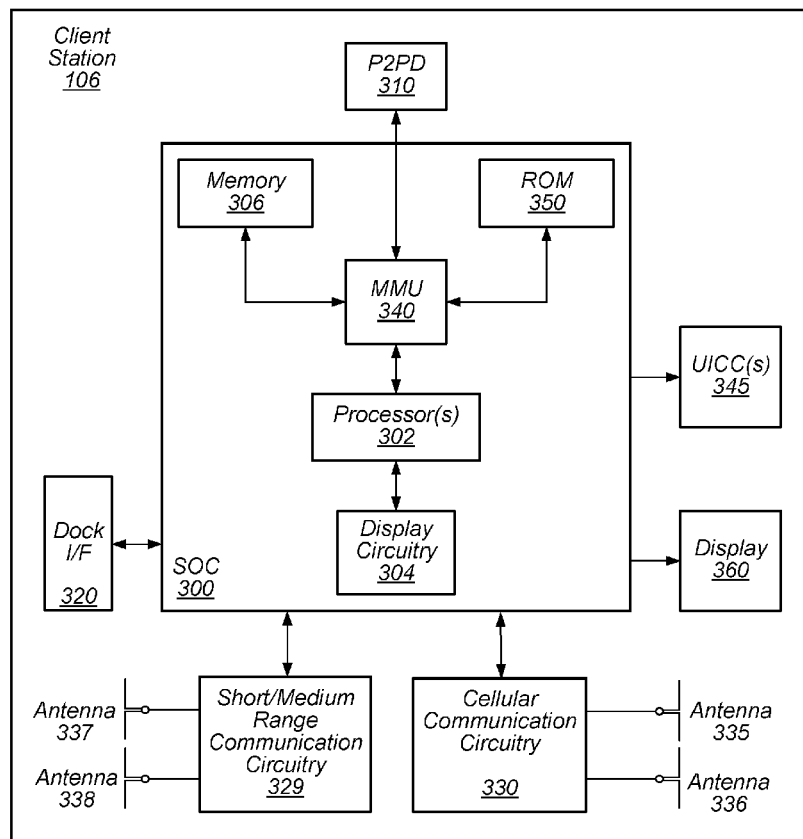 Client
Station
106
P2PD
310
Memory
306
ROM
350
MMU
340
UICC(s)
345
Processor(s)
302
Dock
I/F
320
Display
Circuitry
304
Display
360
SOC
300
Antenna
337
Antenna
338
Short/Medium
Range
Communication
Circuitry
329
Cellular
Communication
Circuitry
330
Antenna
335
Antenna
336